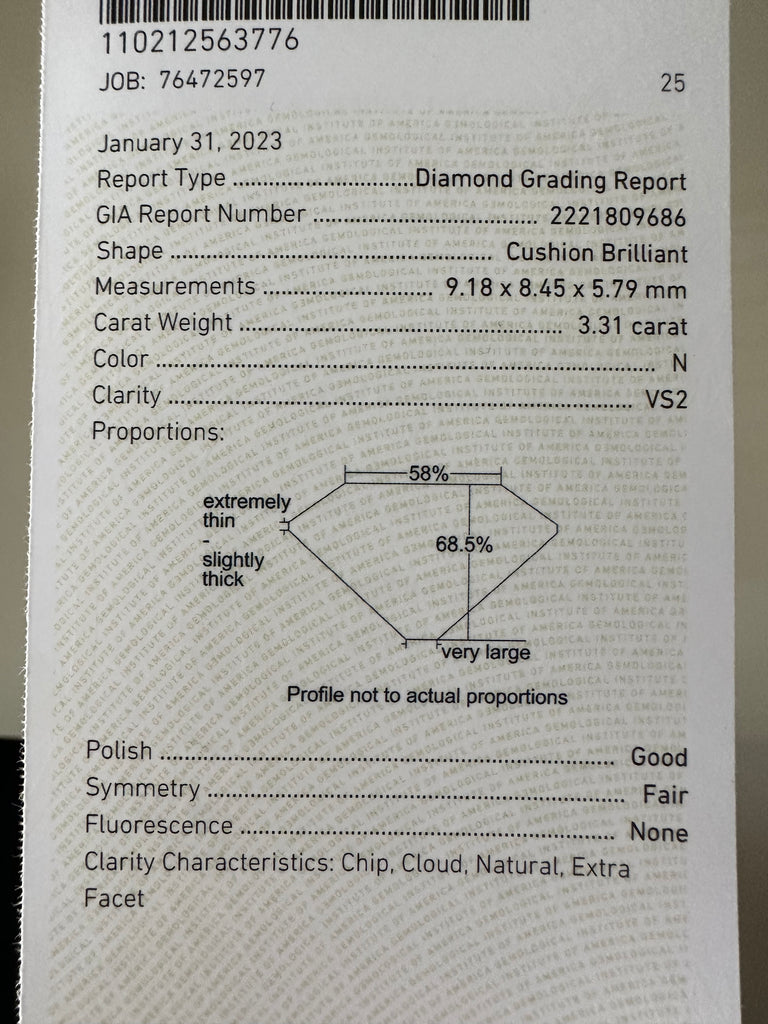 110212563776
JOB: 76472597 25
January 31, 2023
Report Type ........................... Diamond Grading Report
GIA Report Number ................................. 2221809686
Shape ............................................... Cushion Brilliant
Measurements ......................... 9.18 x 8.45 x 5.79 mm
Carat Weight ............................................... 3.31 carat
Color ......................................................................... N
Clarity .................................................................... VS2
Proportions:
58%
extremely
thin
-
slightly
thick
68.5%
very large
Profile not to actual proportions
Polish .................................................................. Good
Symmetry ............................................................. Fair
Fluorescence ...................................................... None
Clarity Characteristics: Chip, Cloud, Natural, Extra
Facet